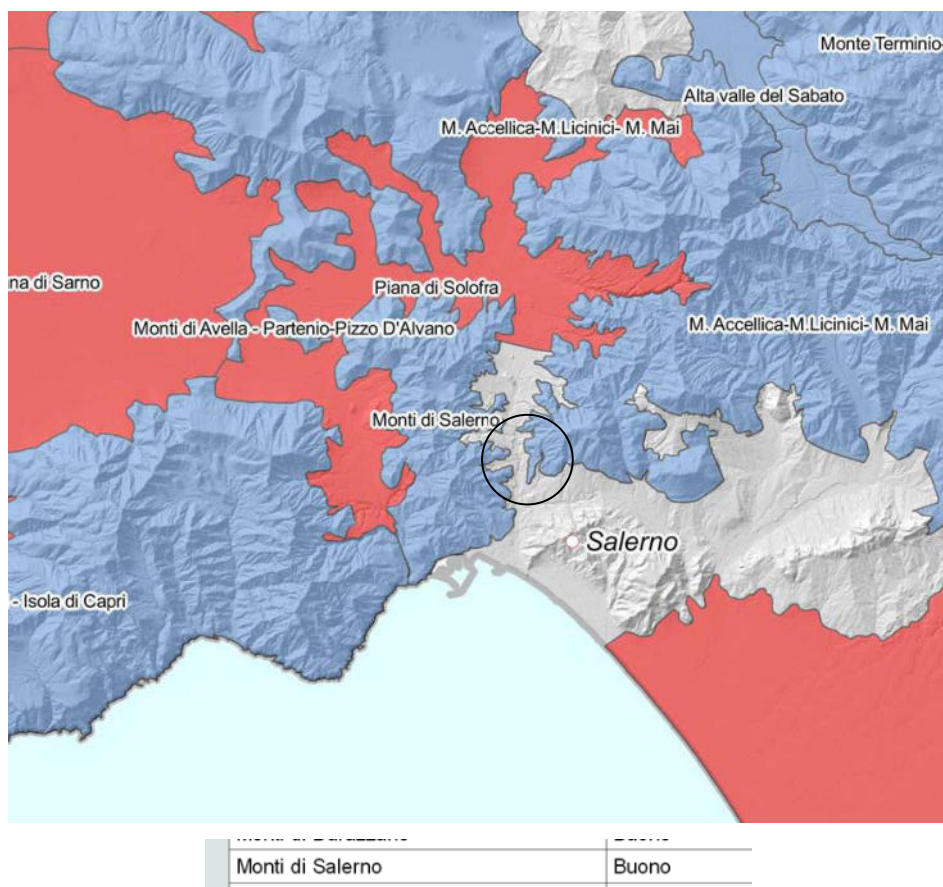 Monte Terminio-
Alta valle del Sabato
M. Accellica-M.Licinici- M. Mai
na di Sarno
Piana di Solofra
Monti di Avella - Partenio-Pizzo D'Alvano
M. Accellica-M.Licinici- M. Mai
Monti di Salerno
Salerno
- Isola di Capri
Monti di Salerno Buono